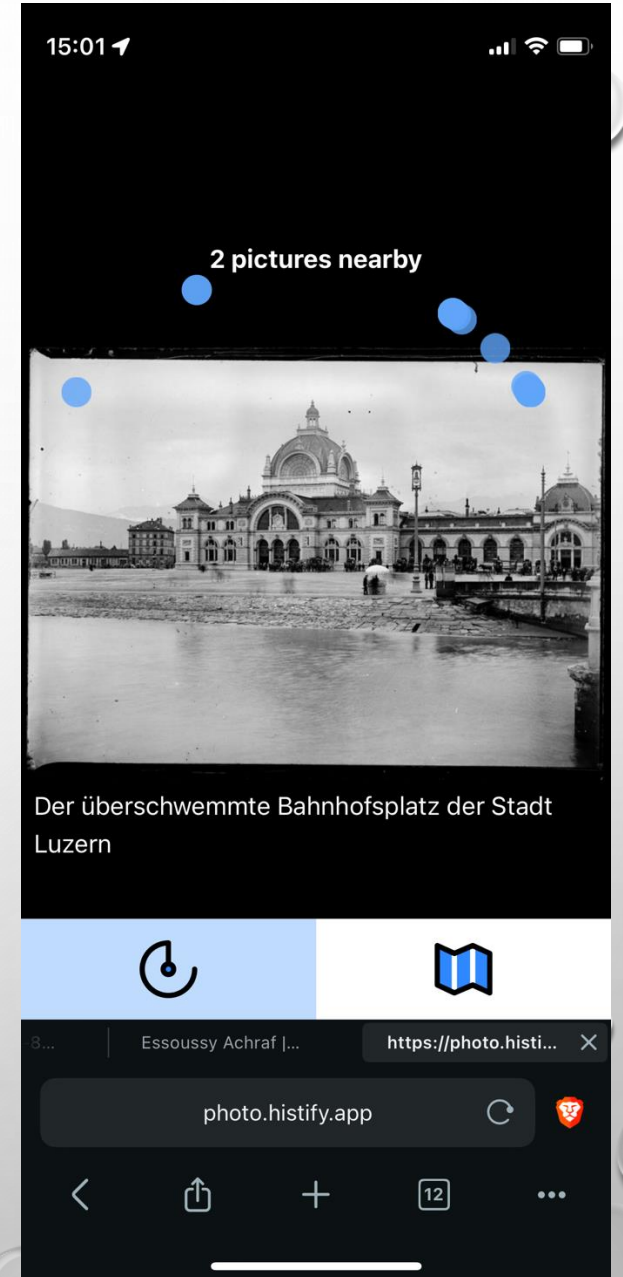 15:01
2 pictures nearby
Der überschwemmte Bahnhofsplatz der Stadt
Luzern
-8...
Essoussy Achraf |...
https://photo.histi...
photo.histify.app
12